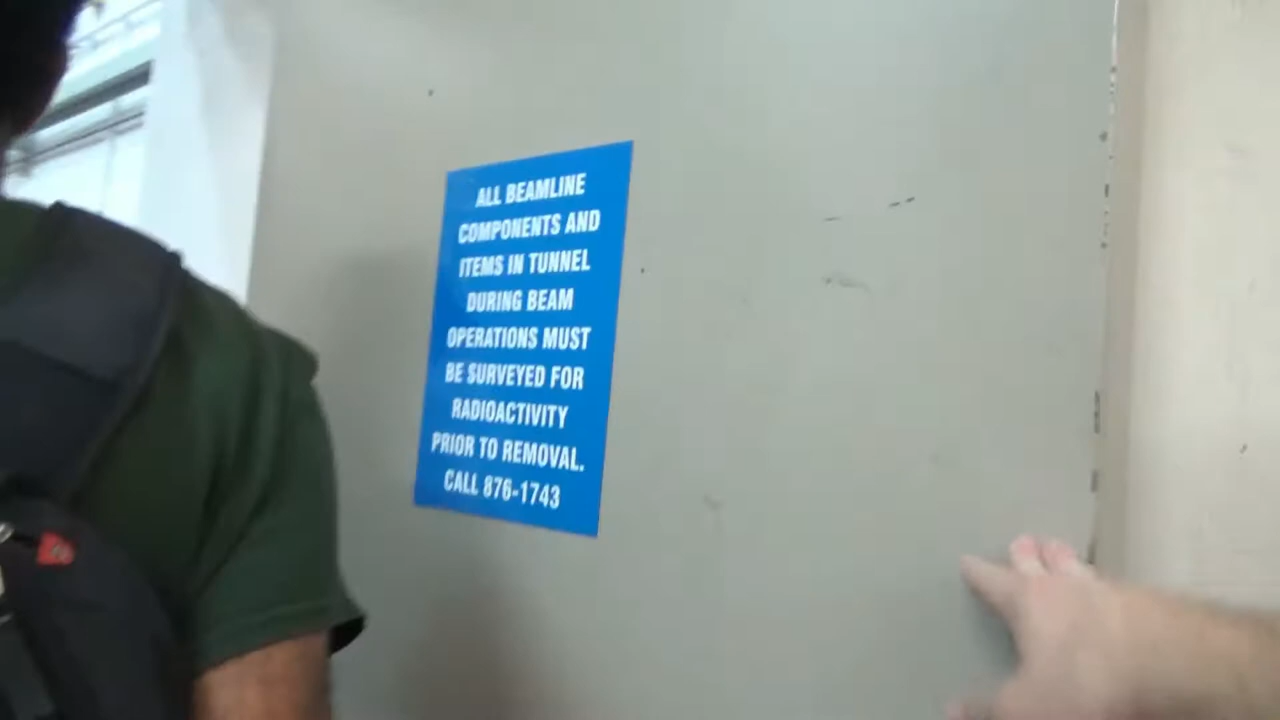 ALL BEAMLINE
COMPONENTS AND
ITEMS IN TUNNEL
DURING BEAM
OPERATIONS MUST
BE SURVEYED FOR
RADIOACTIVITY
PRIOR TO REMOVAL.
CALL 876-1743